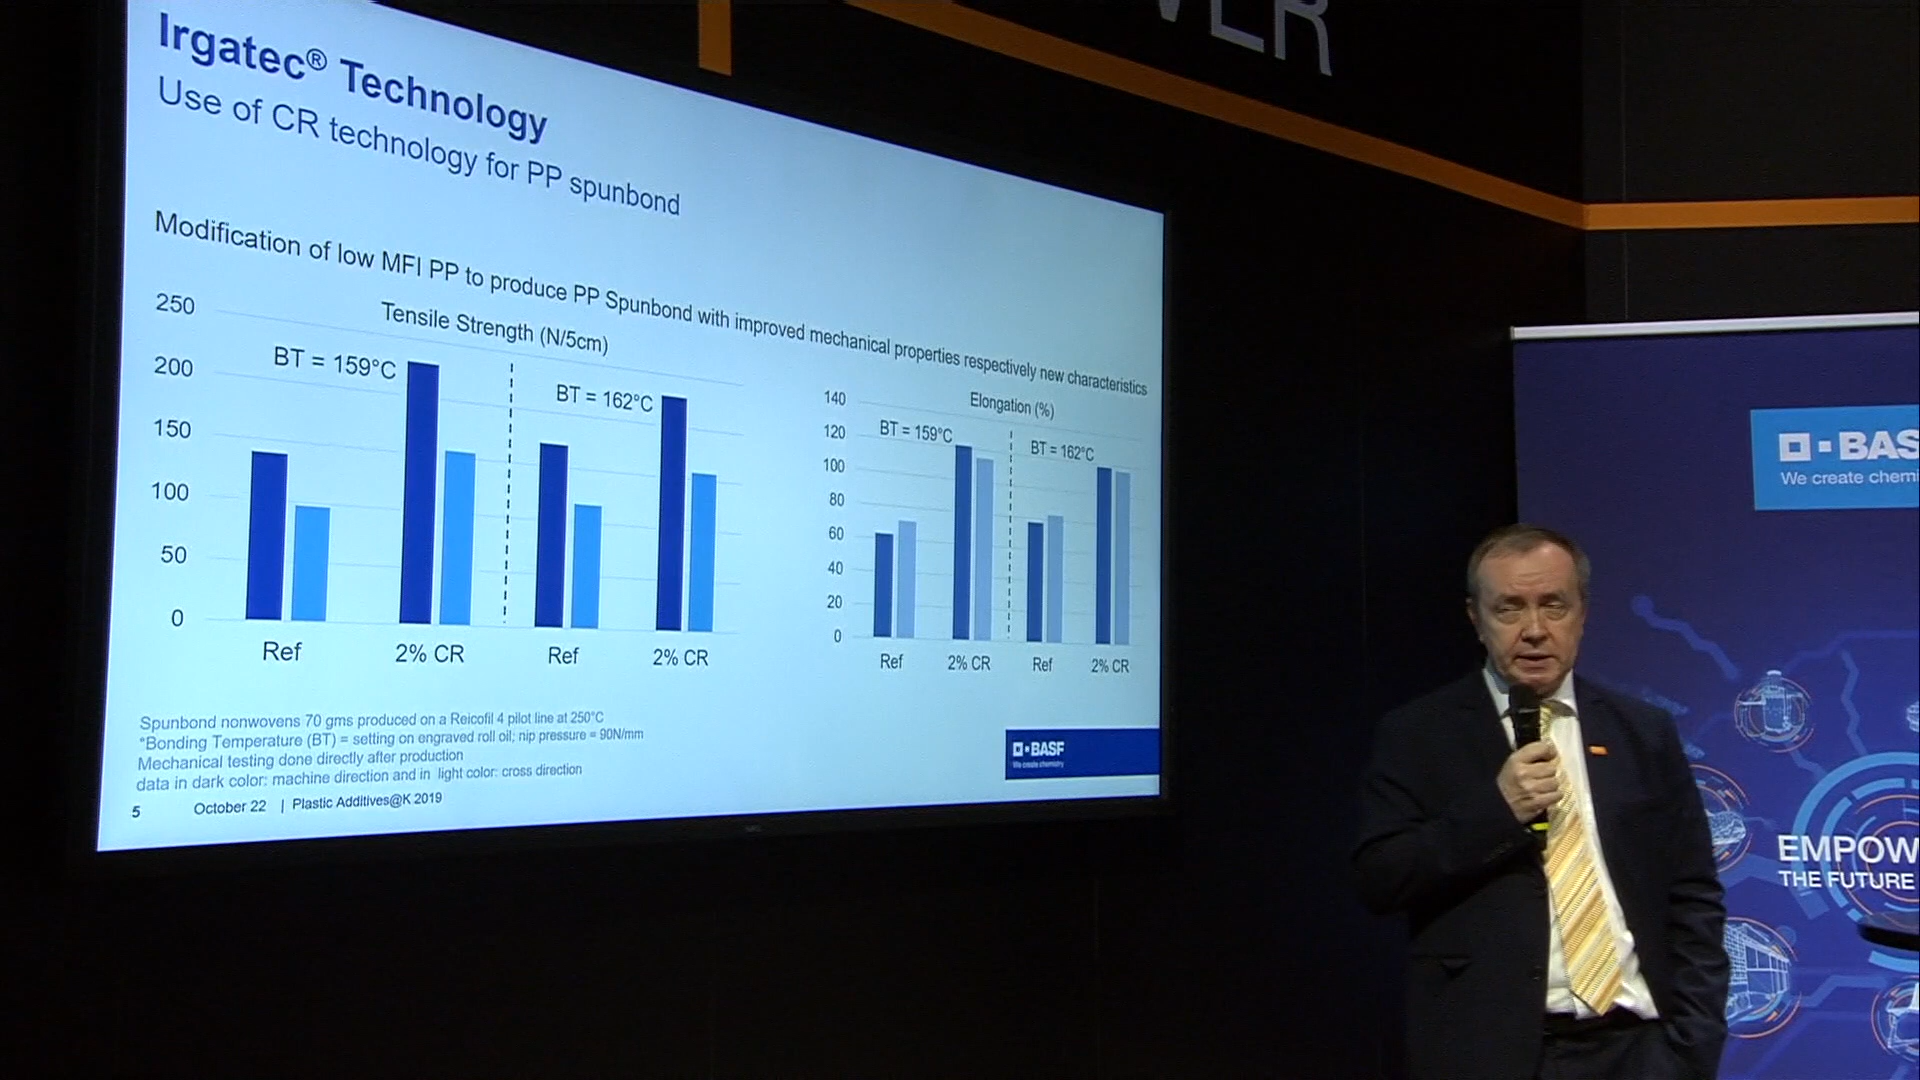 Irgatec® Technology
Use of CR technology for PP spunbond
Modification of low MFI PP to produce PP Spunbond with improved mechanical properties respectively new characteristics
Tensile Strength (N/5cm)
250
200
150
100
50
0
BT = 159°C
BT = 162°C
Ref
2% CR
Ref
2% CR
Elongation (%)
140
120
100
80
60
40
20
0
BT = 159°C
BT = 162°C
Ref
2% CR
Ref
2% CR
Spunbond nonwovens 70 gms produced on a Reicofil 4 pilot line at 250°C
*Bonding Temperature (BT) = setting on engraved roll oil; nip pressure = 90N/mm
Mechanical testing done directly after production
data in dark color: machine direction and in light color: cross direction
5 October 22 | Plastic Additives@K 2019
BASF
We create chemistry
VER
BAS
We create chemi
EMPOW
THE FUTURE